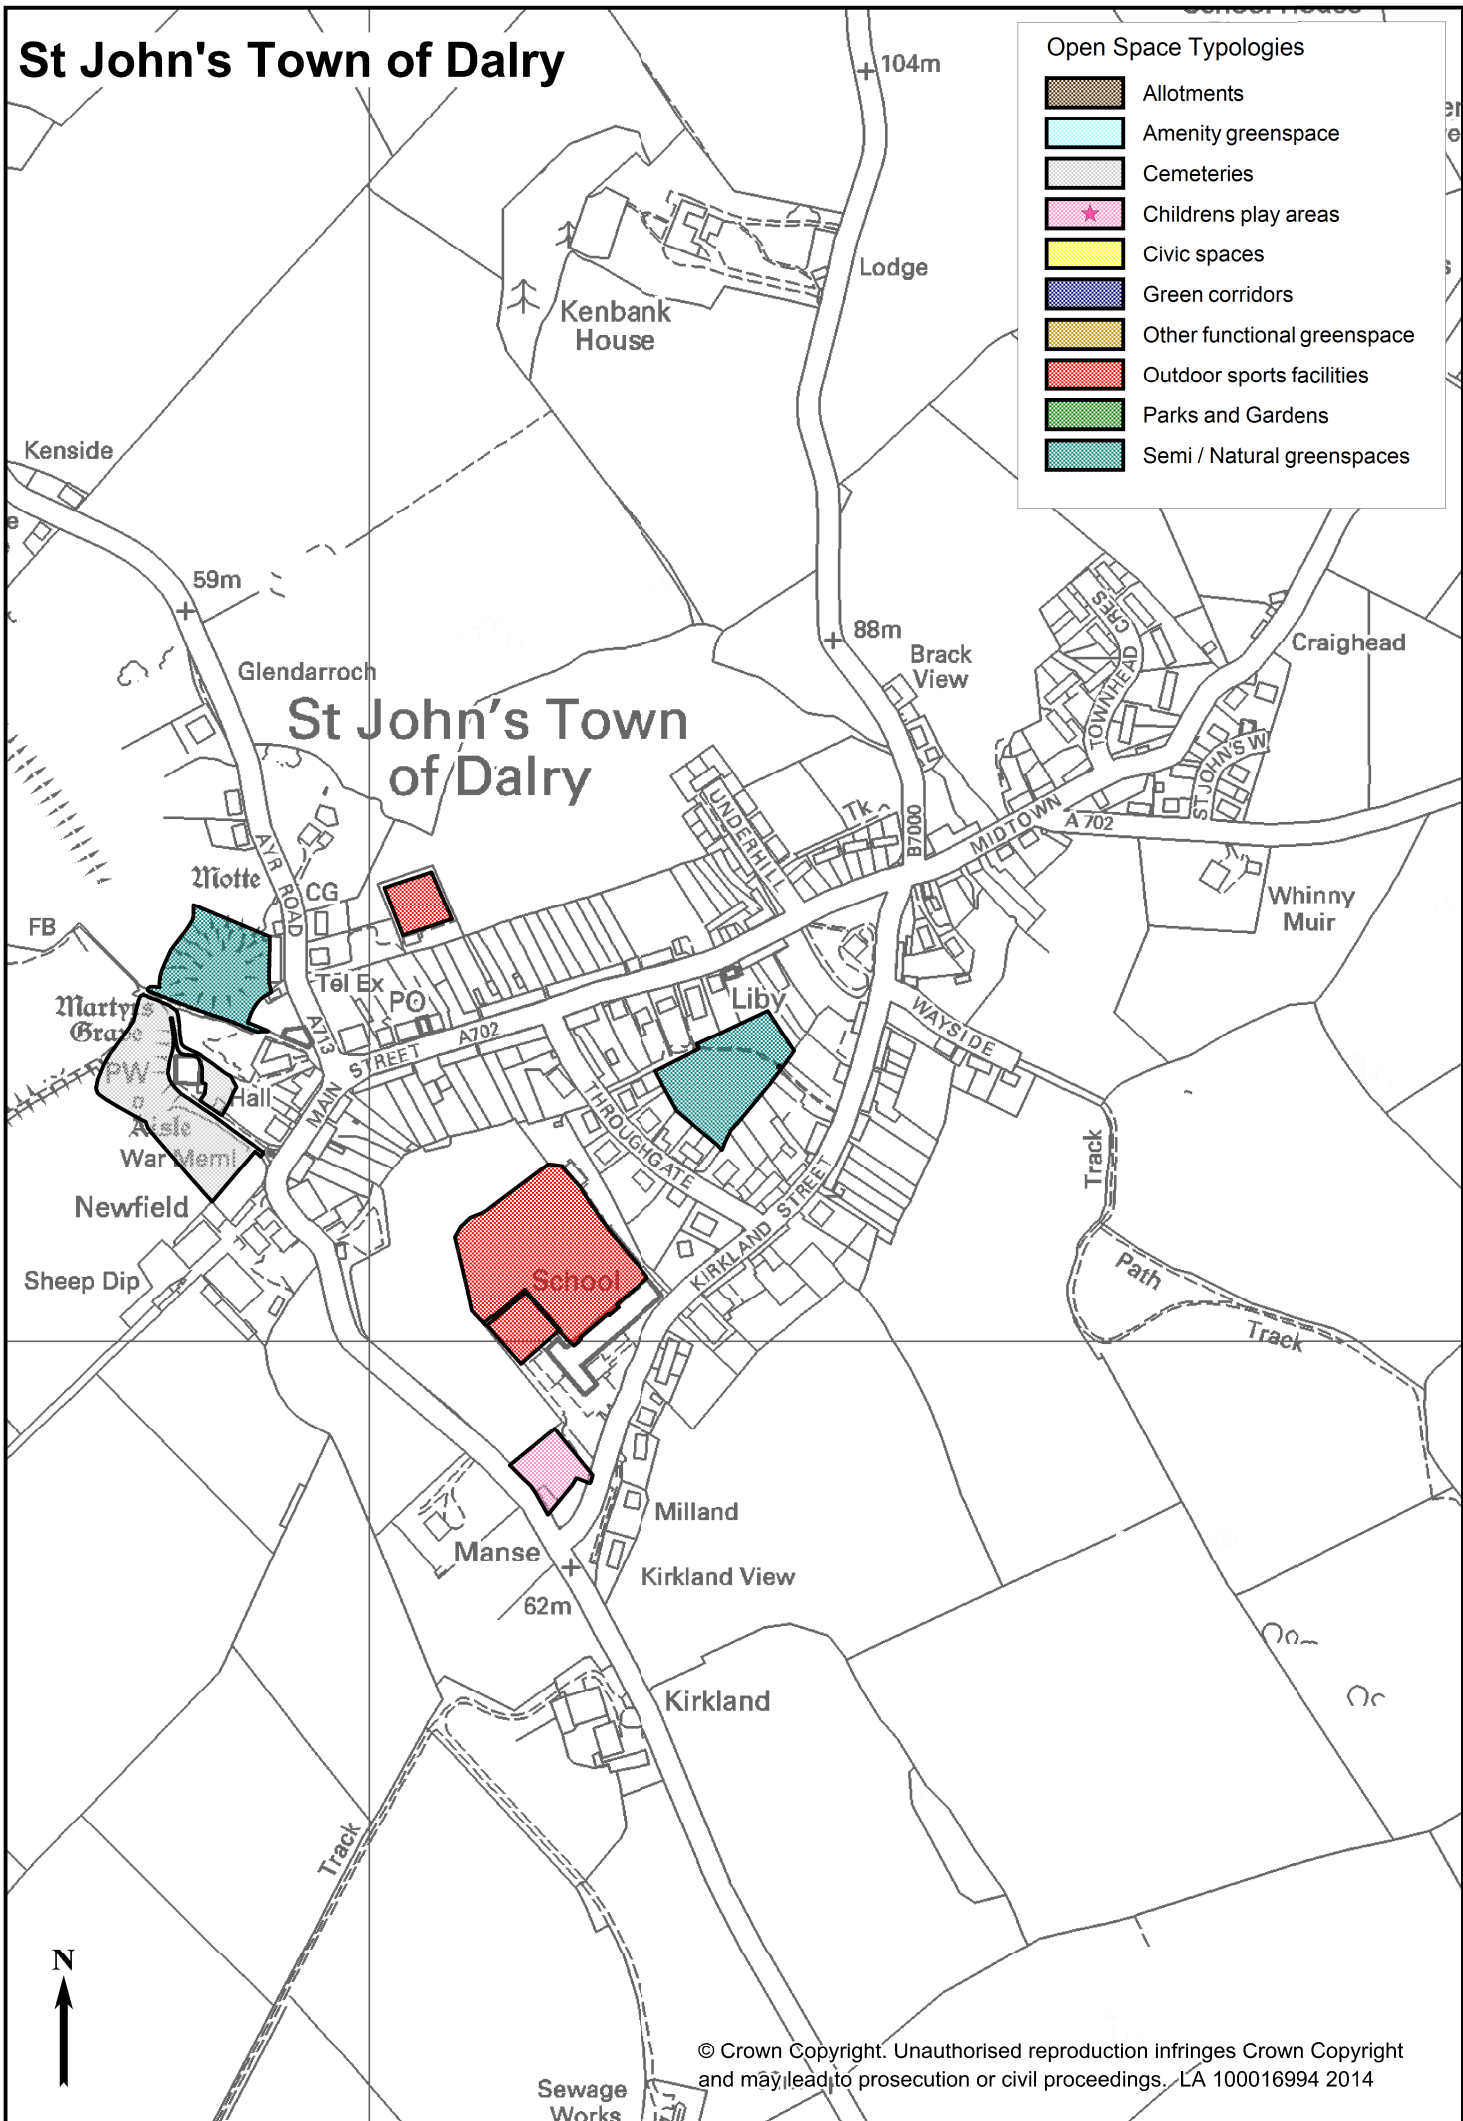 St John's Town of Dalry
Open Space Typologies
Allotments
Amenity greenspace
Cemeteries
Childrens play areas
Civic spaces
Green corridors
Other functional greenspace
Outdoor sports facilities
Parks and Gardens
Semi / Natural greenspaces
104m
Lodge
Kenbank
House
Kenside
59m
88m
Brack
View
Craighead
TOWNHEAD CRES
ST JOHN'S W
Glendarroch
St John's Town
of Dalry
UNDERHILL
Tk
B7000
MIDTOWN
A 702
AYR ROAD
Motte
CG
Whinny
Muir
FB
Tel Ex
PO
Liby
Martyr's
Grave
A713
MAIN STREET
A702
WAYSIDE
PW
Hall
Aisle
War Meml
THROUGHGATE
Newfield
KIRKLAND STREET
Track
Sheep Dip
School
Path
Track
Milland
Manse
Kirkland View
62m
Kirkland
Track
N
© Crown Copyright. Unauthorised reproduction infringes Crown Copyright
and may lead to prosecution or civil proceedings. LA 100016994 2014
Sewage
Works